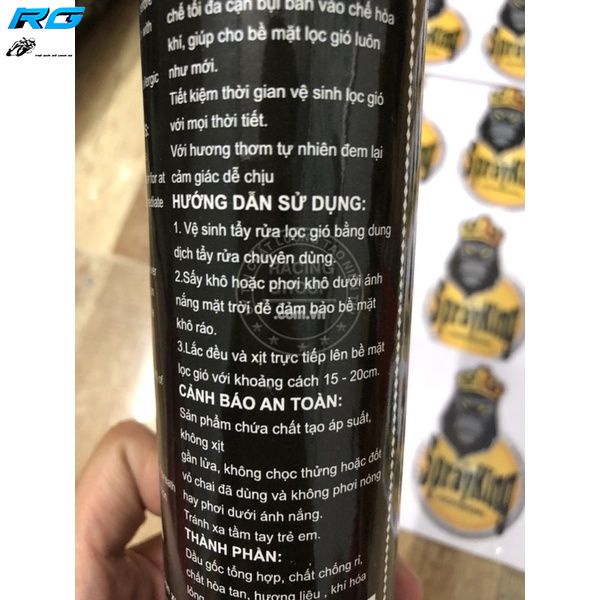 RG
chế tối đa cặn bụi bẩn vào chế hòa
with
khí, giúp cho bề mặt lọc gió luôn
như mới.
Tiết kiệm thời gian vệ sinh lọc gió
với mọi thời tiết.
Với hương thơm tự nhiên đem lại
cảm giác dễ chịu
HƯỚNG DẪN SỬ DỤNG:
1. Vệ sinh tẩy rửa lọc gió bằng dung
dịch tẩy rửa chuyên dùng.
2.Sấy khô hoặc phơi khô dưới ánh
nắng mặt trời để đảm bảo bề mặt
khô ráo.
3.Lắc đều và xịt trực tiếp lên bề mặt
lọc gió với khoảng cách 15 - 20cm.
CẢNH BÁO AN TOÀN:
Sản phẩm chứa chất tạo áp suất,
không xịt
gần lửa, không chọc thửng hoặc đốt
vỏ chai đã dùng và không phơi nóng
hay phơi dưới ánh nắng.
Tránh xa tầm tay trẻ em.
THÀNH PHẦN:
Dầu gốc tổng hợp, chất chống rỉ,
chất hòa tan, hương liệu , khí hóa
lỏng
RACING
GROUP
.com.vn
SprayKing
SprayKing
SprayKing